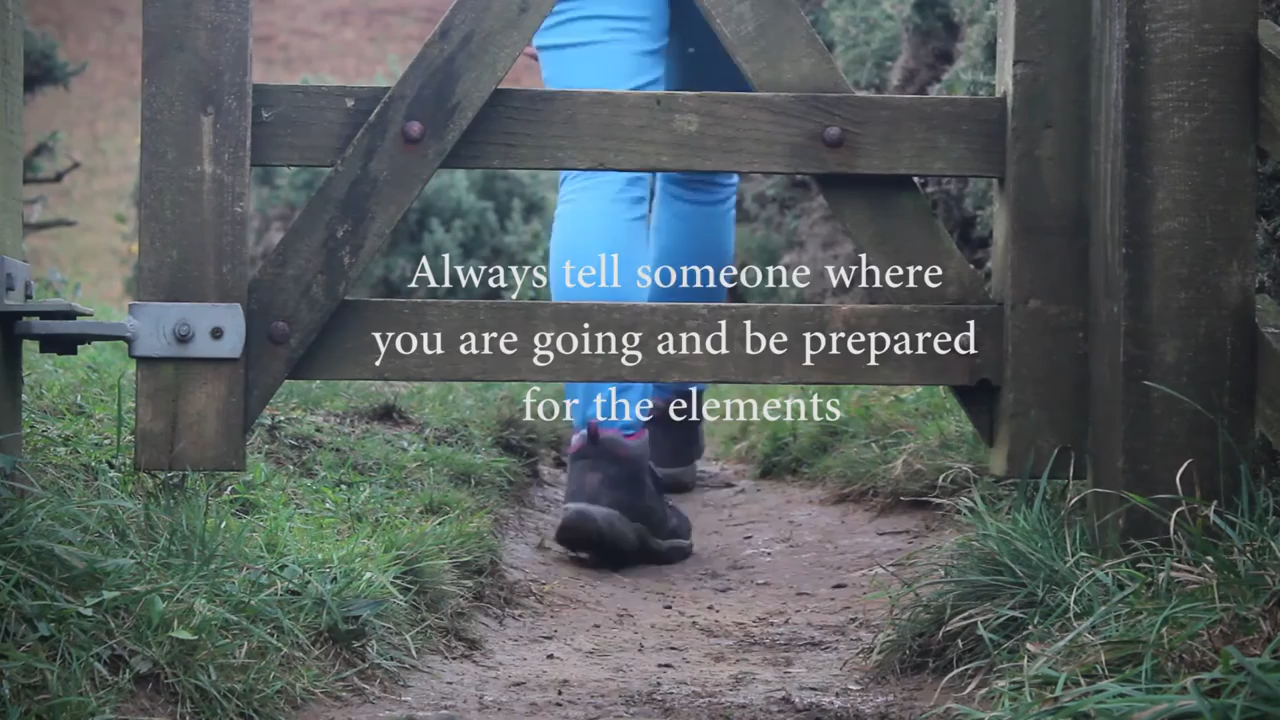 Always tell someone where
you are going and be prepared
for the elements